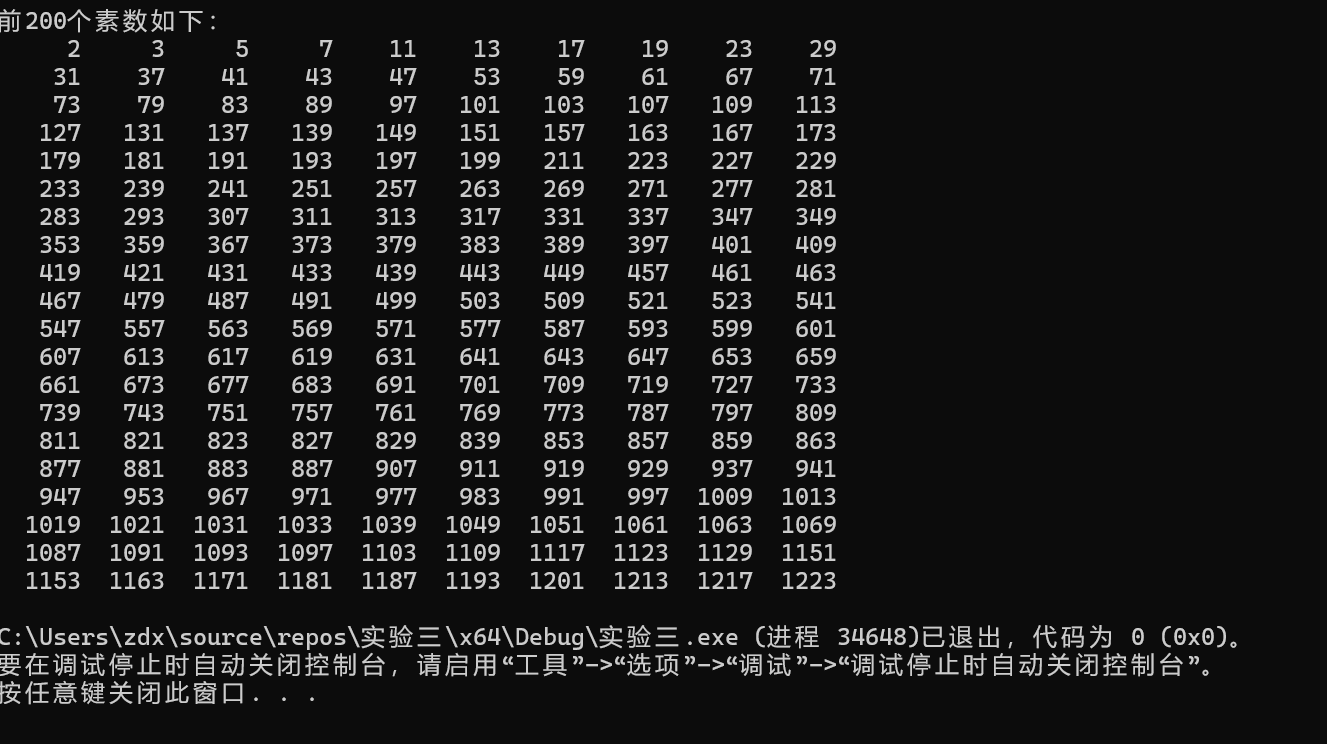 前200个素数如下:
2 3 5 7 11 13 17 19 23 29
31 37 41 43 47 53 59 61 67 71
73 79 83 89 97 101 103 107 109 113
127 131 137 139 149 151 157 163 167 173
179 181 191 193 197 199 211 223 227 229
233 239 241 251 257 263 269 271 277 281
283 293 307 311 313 317 331 337 347 349
353 359 367 373 379 383 389 397 401 409
419 421 431 433 439 443 449 457 461 463
467 479 487 491 499 503 509 521 523 541
547 557 563 569 571 577 587 593 599 601
607 613 617 619 631 641 643 647 653 659
661 673 677 683 691 701 709 719 727 733
739 743 751 757 761 769 773 787 797 809
811 821 823 827 829 839 853 857 859 863
877 881 883 887 907 911 919 929 937 941
947 953 967 971 977 983 991 997 1009 1013
1019 1021 1031 1033 1039 1049 1051 1061 1063 1069
1087 1091 1093 1097 1103 1109 1117 1123 1129 1151
1153 1163 1171 1181 1187 1193 1201 1213 1217 1223
C:\Users\zdx\source\repos\实验三\x64\Debug\实验三.exe (进程 34648)已退出，代码为 0 (0x0)。
要在调试停止时自动关闭控制台，请启用“工具”->“选项”->“调试”->“调试停止时自动关闭控制台”。
按任意键关闭此窗口. . .